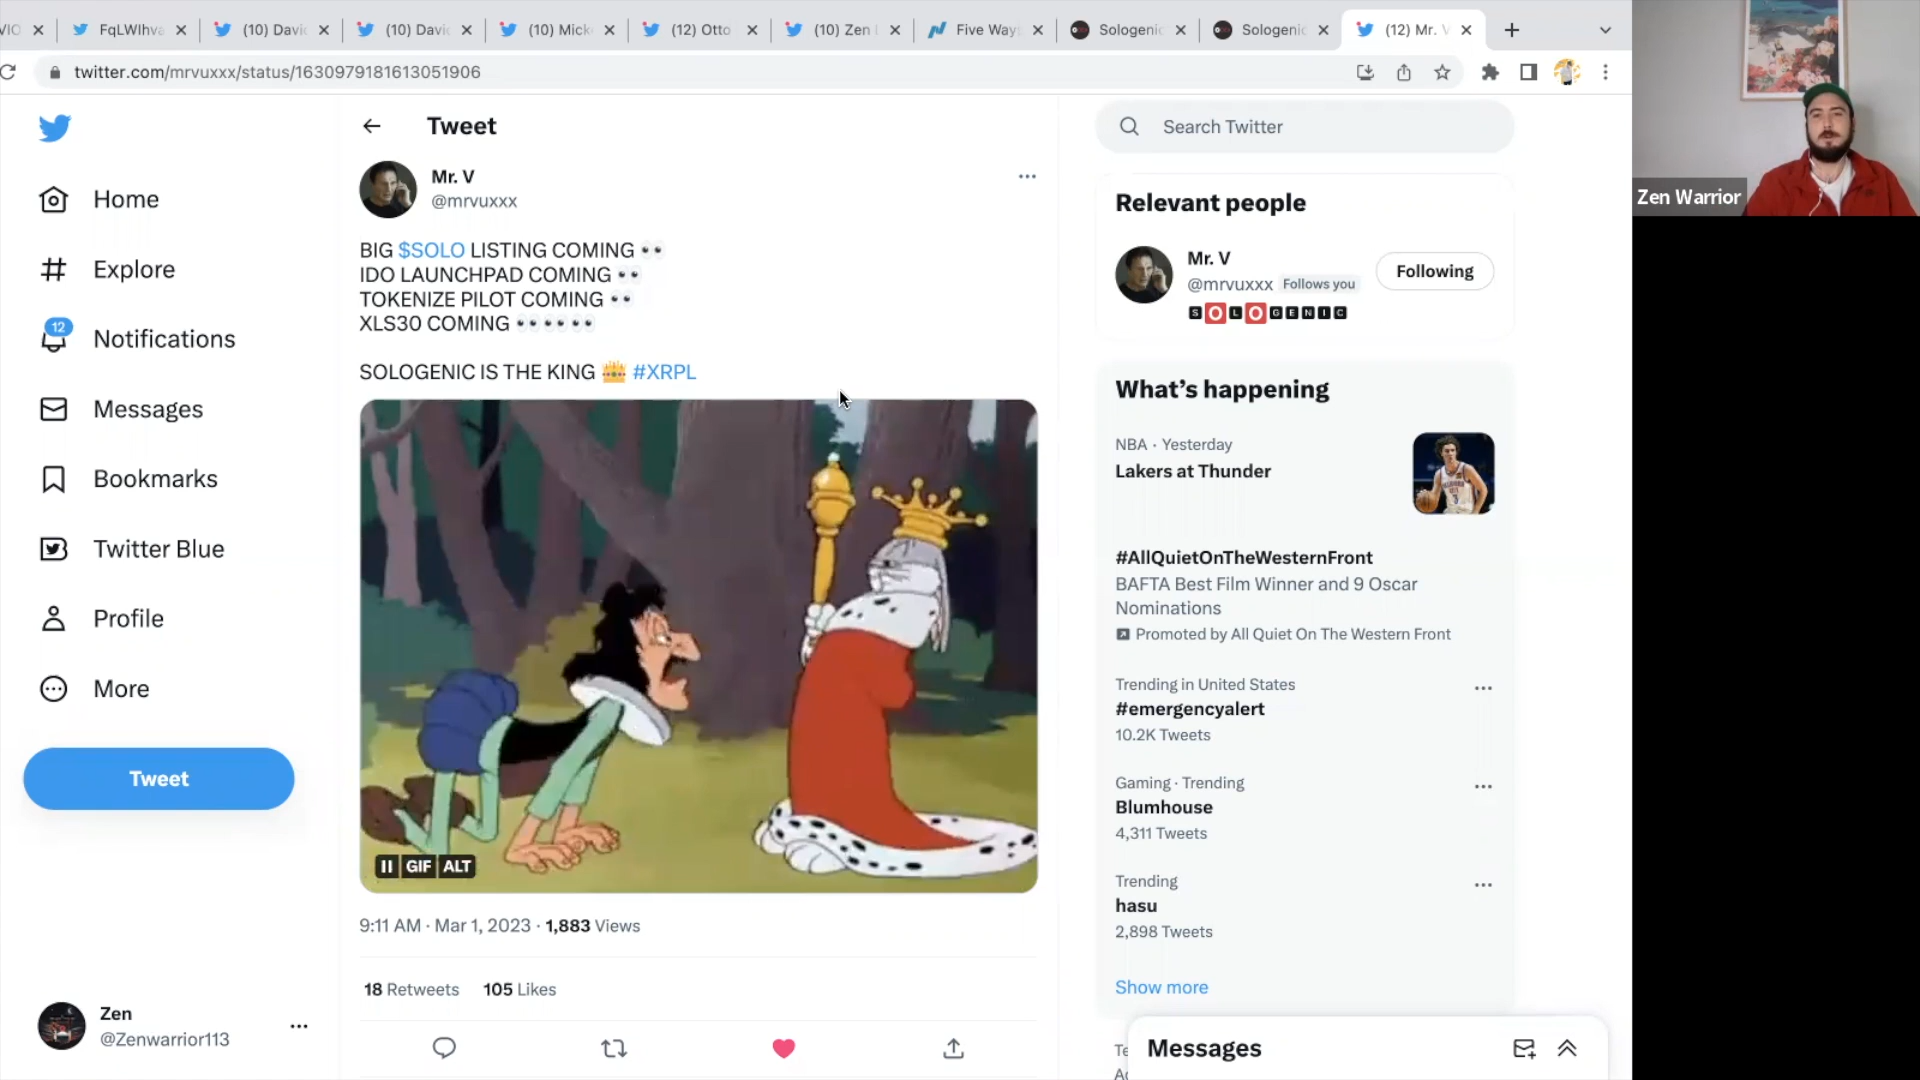 VIO
FqLWIhva
(10) Davic
(10) Davic
(10) Micke
(12) Otto
(10) Zen L
Five Way
Sologenic
Sologenic
(12) Mr. V
twitter.com/mrvuxxx/status/1630979181613051906
Zen Warrior
Tweet
Search Twitter
Home
Explore
12
Notifications
Messages
Bookmarks
Twitter Blue
Profile
More
Tweet
Zen
@Zenwarrior113
Mr. V
@mrvuxxx
BIG $SOLO LISTING COMING 👀
IDO LAUNCHPAD COMING 👀
TOKENIZE PILOT COMING 👀
XLS30 COMING 👀👀👀
SOLOGENIC IS THE KING 👑 #XRPL
GIF ALT
9:11 AM · Mar 1, 2023 · 1,883 Views
18 Retweets 105 Likes
Relevant people
Mr. V
@mrvuxxx Follows you
Following
SOLOGENIC
What’s happening
NBA · Yesterday
Lakers at Thunder
#AllQuietOnTheWesternFront
BAFTA Best Film Winner and 9 Oscar
Nominations
Promoted by All Quiet On The Western Front
Trending in United States
#emergencyalert
10.2K Tweets
Gaming · Trending
Blumhouse
4,311 Tweets
Trending
hasu
2,898 Tweets
Show more
Messages